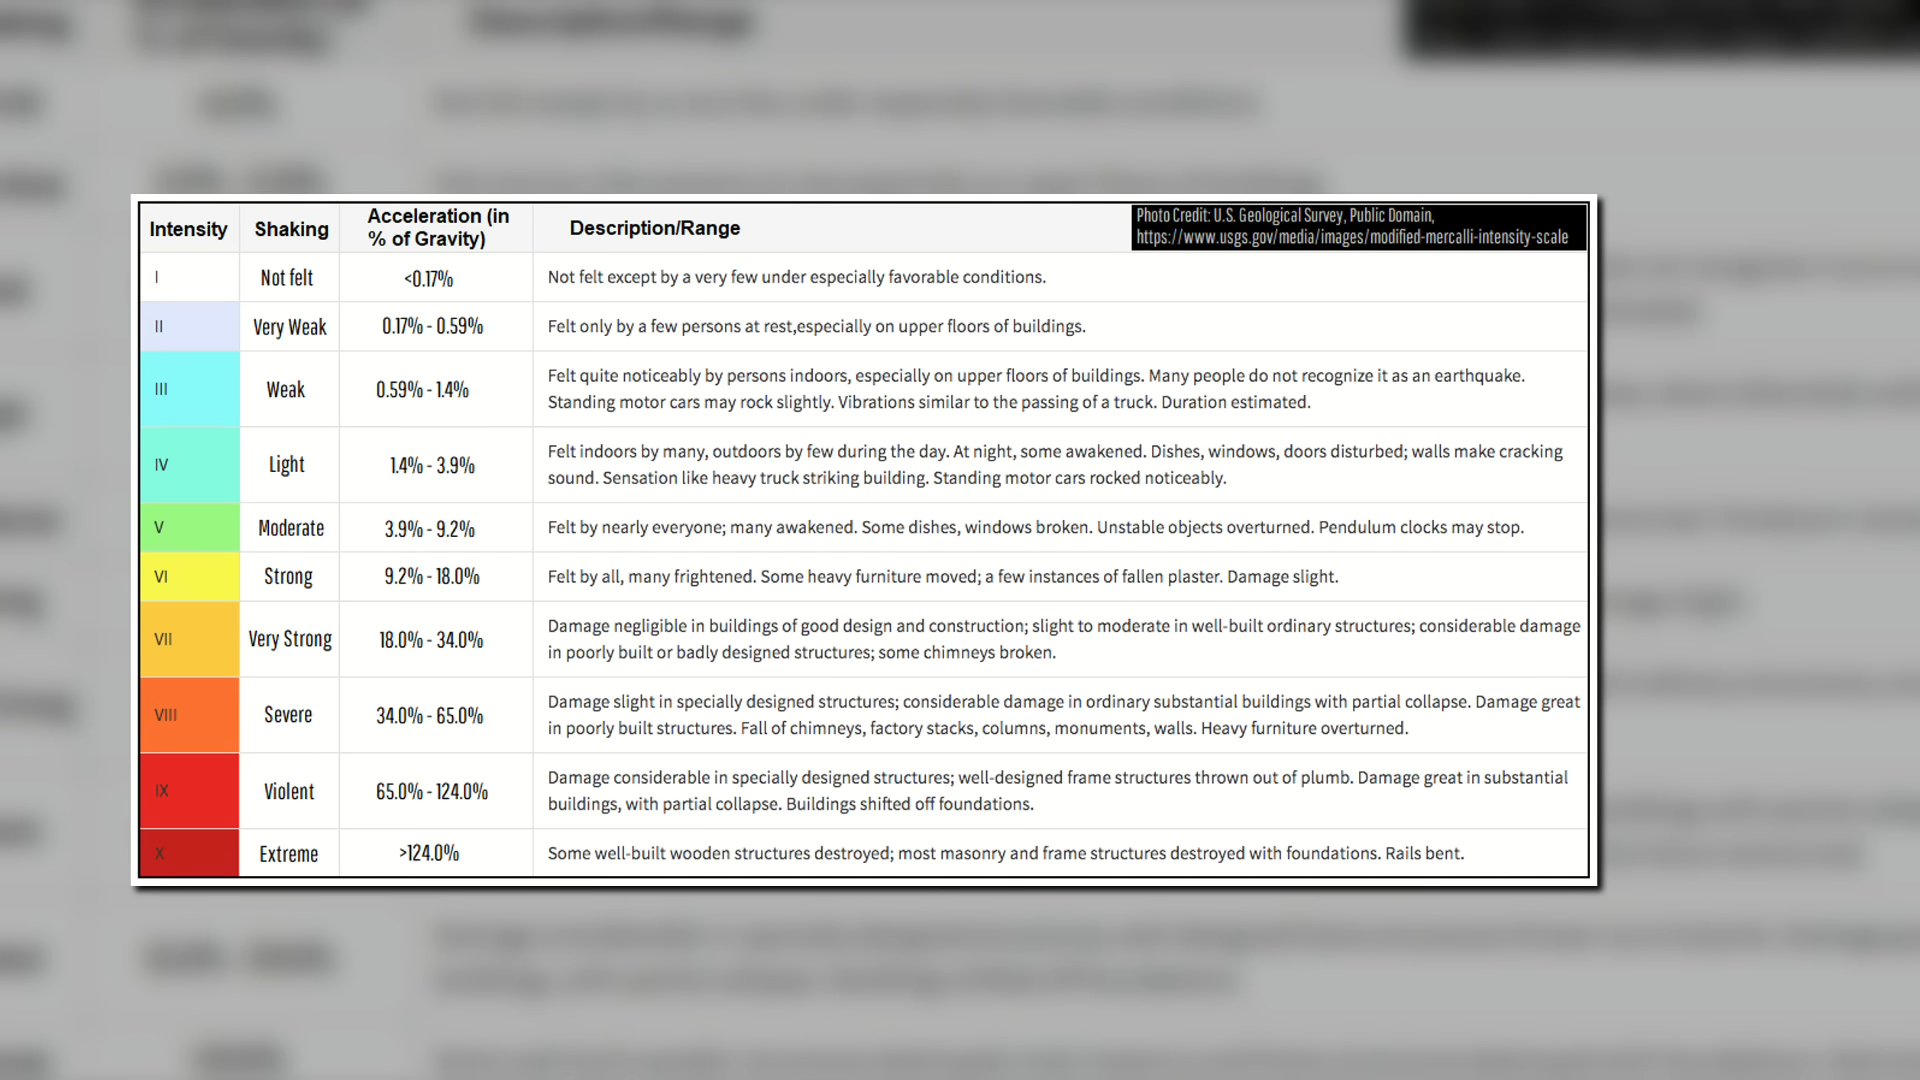 Intensity Shaking Acceleration (in % of Gravity) Description/Range
Photo Credit: U.S. Geological Survey, Public Domain,
https://www.usgs.gov/media/images/modified-mercalli-intensity-scale
I Not felt <0.17% Not felt except by a very few under especially favorable conditions.
II Very Weak 0.17% - 0.59% Felt only by a few persons at rest,especially on upper floors of buildings.
III Weak 0.59% - 1.4% Felt quite noticeably by persons indoors, especially on upper floors of buildings. Many people do not recognize it as an earthquake.
Standing motor cars may rock slightly. Vibrations similar to the passing of a truck. Duration estimated.
IV Light 1.4% - 3.9% Felt indoors by many, outdoors by few during the day. At night, some awakened. Dishes, windows, doors disturbed; walls make cracking
sound. Sensation like heavy truck striking building. Standing motor cars rocked noticeably.
V Moderate 3.9% - 9.2% Felt by nearly everyone; many awakened. Some dishes, windows broken. Unstable objects overturned. Pendulum clocks may stop.
VI Strong 9.2% - 18.0% Felt by all, many frightened. Some heavy furniture moved; a few instances of fallen plaster. Damage slight.
VII Very Strong 18.0% - 34.0% Damage negligible in buildings of good design and construction; slight to moderate in well-built ordinary structures; considerable damage
in poorly built or badly designed structures; some chimneys broken.
VIII Severe 34.0% - 65.0% Damage slight in specially designed structures; considerable damage in ordinary substantial buildings with partial collapse. Damage great
in poorly built structures. Fall of chimneys, factory stacks, columns, monuments, walls. Heavy furniture overturned.
IX Violent 65.0% - 124.0% Damage considerable in specially designed structures; well-designed frame structures thrown out of plumb. Damage great in substantial
buildings, with partial collapse. Buildings shifted off foundations.
X Extreme >124.0% Some well-built wooden structures destroyed; most masonry and frame structures destroyed with foundations. Rails bent.